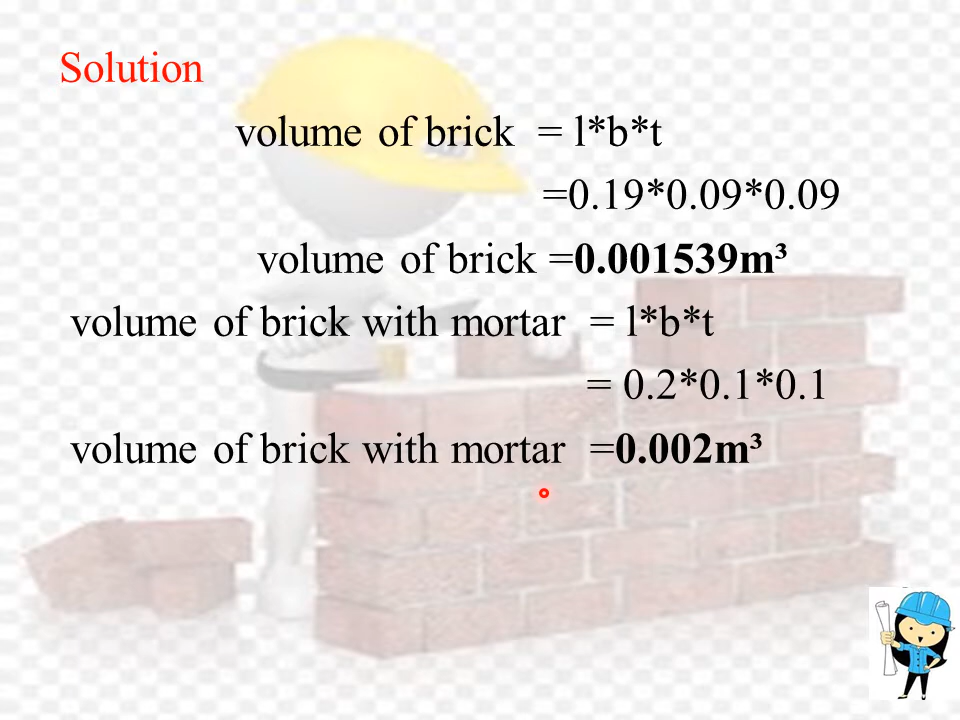 Solution
volume of brick = l*b*t
=0.19*0.09*0.09
volume of brick =0.001539m³
volume of brick with mortar = l*b*t
= 0.2*0.1*0.1
volume of brick with mortar =0.002m³